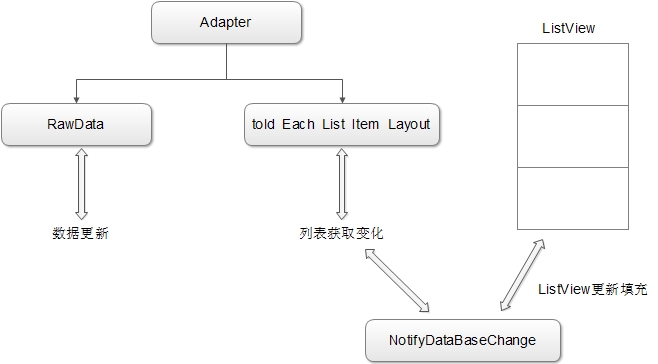 Adapter
ListView
RawData
told Each List Item Layout
数据更新
列表获取变化
ListView更新填充
NotifyDataBaseChange